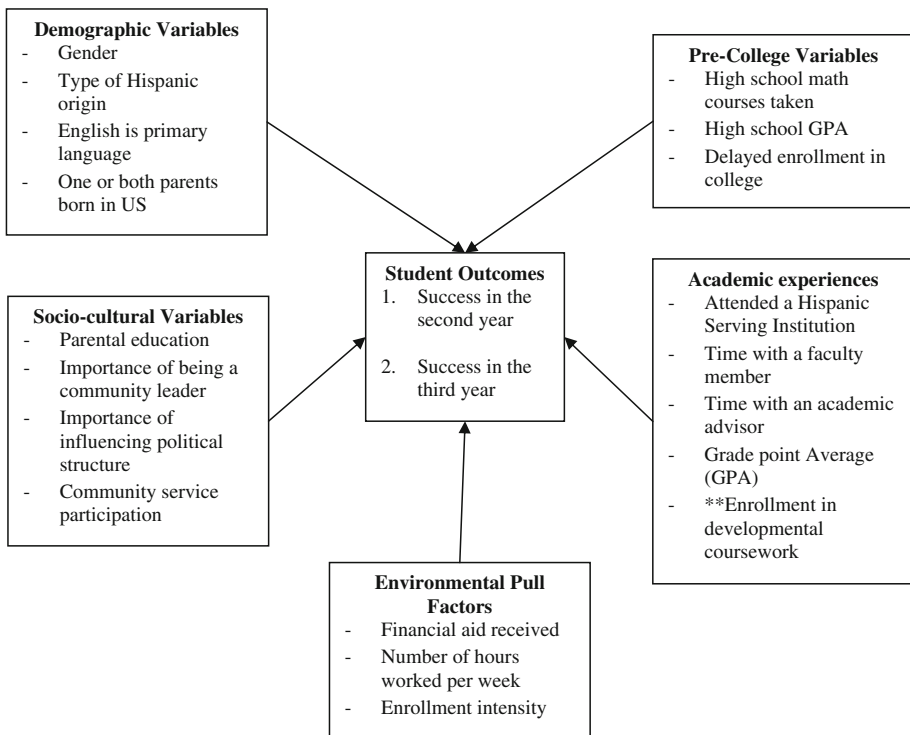 Demographic Variables
- Gender
- Type of Hispanic
origin
- English is primary
language
- One or both parents
born in US
Pre-College Variables
- High school math
courses taken
- High school GPA
- Delayed enrollment in
college
Student Outcomes
1. Success in the
second year
2. Success in the
third year
Socio-cultural Variables
- Parental education
- Importance of being a
community leader
- Importance of
influencing political
structure
- Community service
participation
Academic experiences
- Attended a Hispanic
Serving Institution
- Time with a faculty
member
- Time with an academic
advisor
- Grade point Average
(GPA)
- **Enrollment in
developmental
coursework
Environmental Pull
Factors
- Financial aid received
- Number of hours
worked per week
- Enrollment intensity